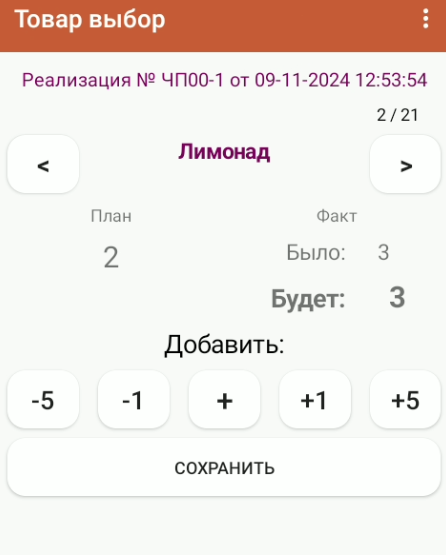 Товар выбор
Реализация № ЧП00-1 от 09-11-2024 12:53:54
2 / 21
< Лимонад >
План Факт
2 Было: 3
Будет: 3
Добавить:
-5 -1 + +1 +5
СОХРАНИТЬ